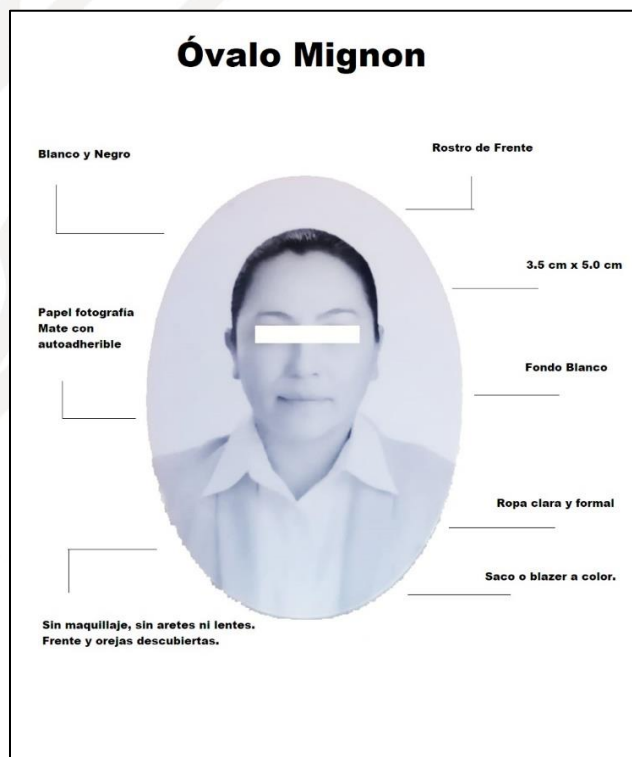 Óvalo Mignon
Blanco y Negro
Rostro de Frente
3.5 cm x 5.0 cm
Papel fotografía
Mate con
autoadherible
Fondo Blanco
Ropa clara y formal
Saco o blazer a color.
Sin maquillaje, sin aretes ni lentes.
Frente y orejas descubiertas.